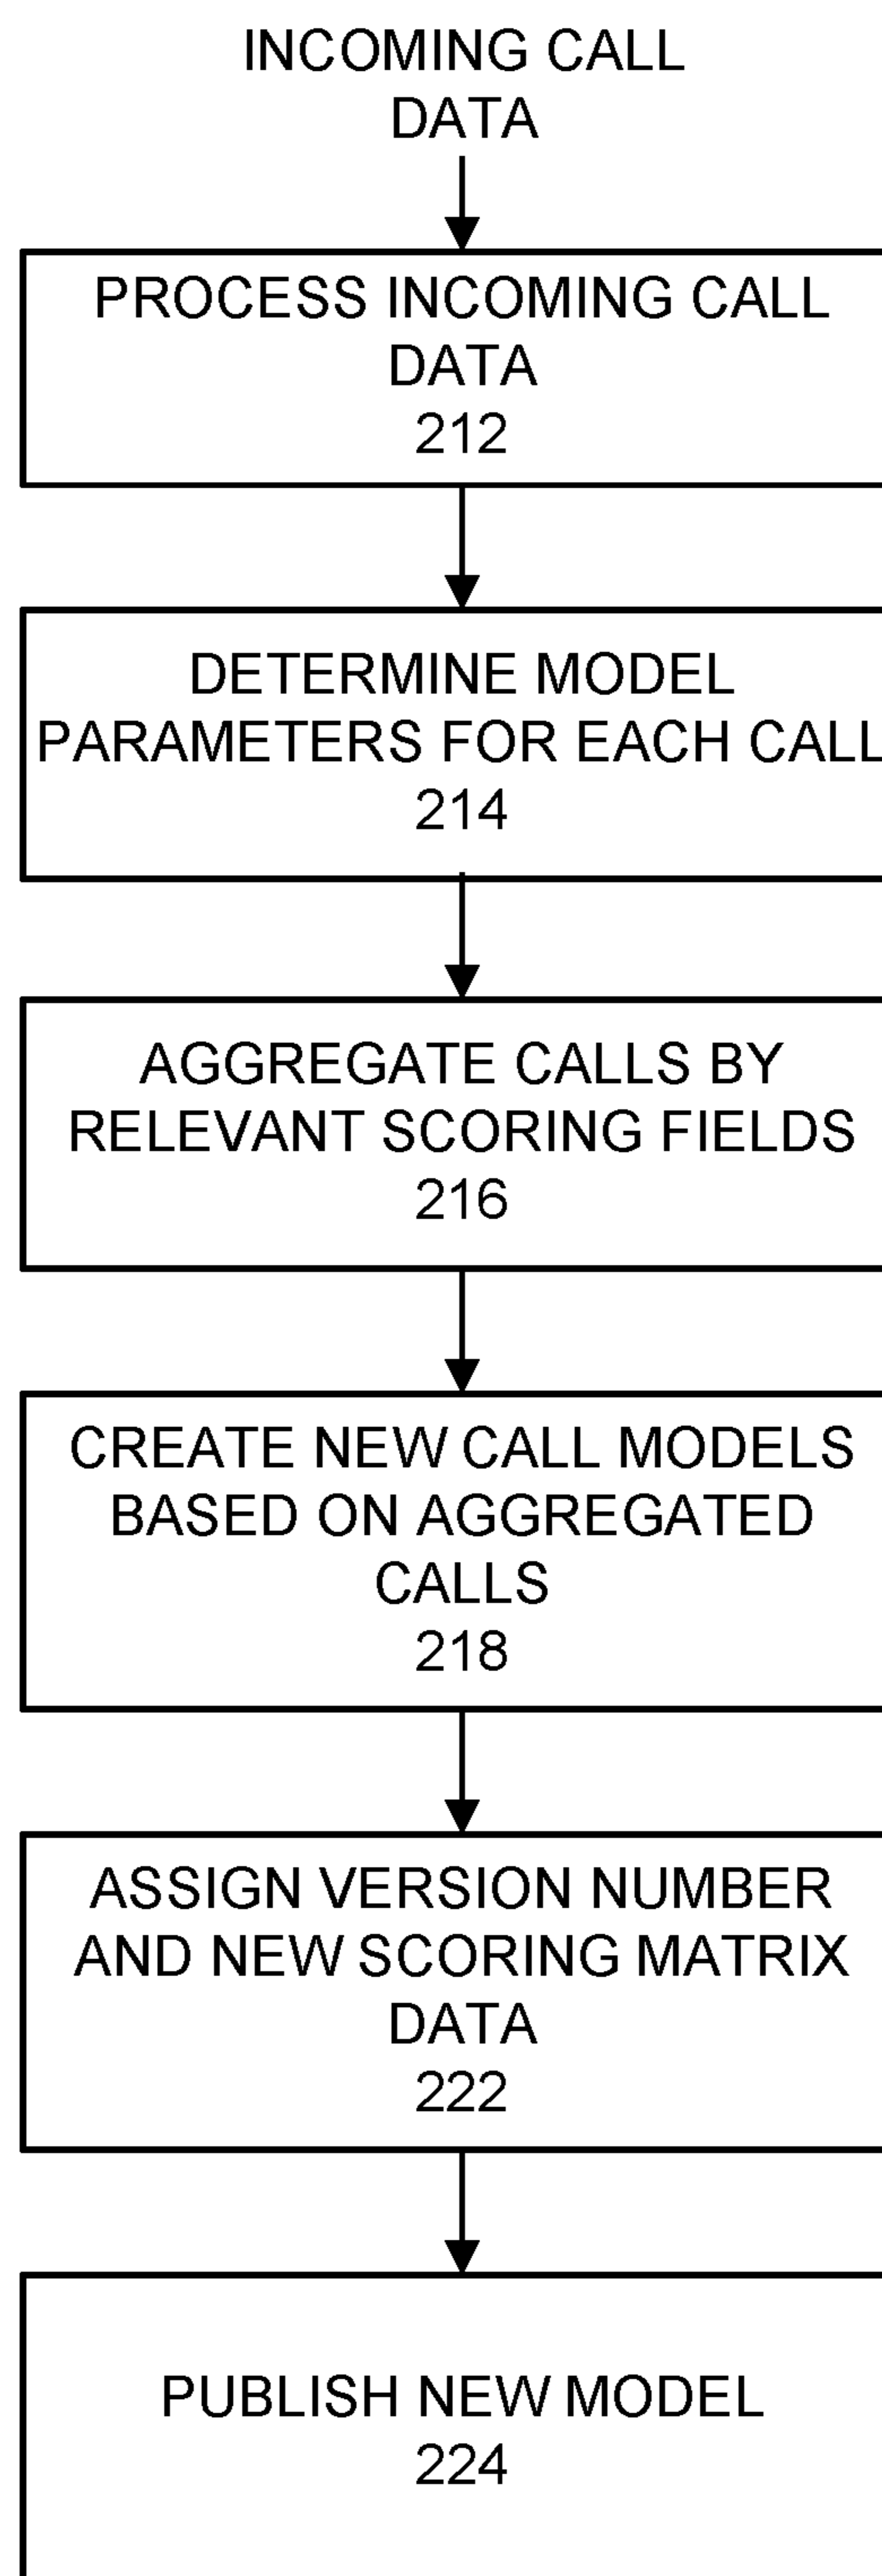 INCOMING CALL
DATA
PROCESS INCOMING CALL
DATA
212
DETERMINE MODEL
PARAMETERS FOR EACH CALL
214
AGGREGATE CALLS BY
RELEVANT SCORING FIELDS
216
CREATE NEW CALL MODELS
BASED ON AGGREGATED
CALLS
218
ASSIGN VERSION NUMBER
AND NEW SCORING MATRIX
DATA
222
PUBLISH NEW MODEL
224